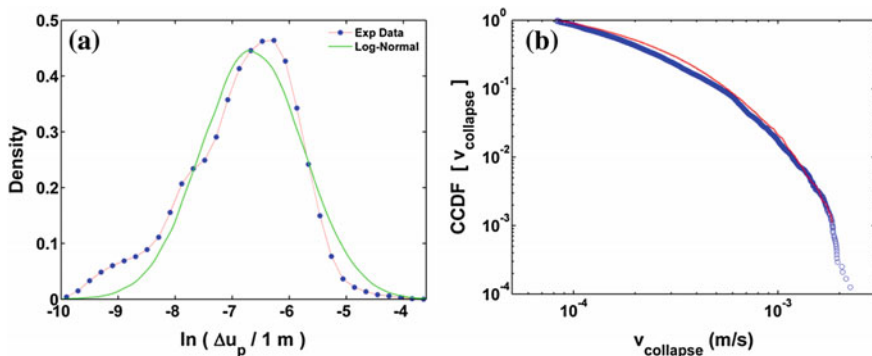 (a)
Exp Data
Log-Normal
Density
0.5
0.4
0.3
0.2
0.1
0
-10 -9 -8 -7 -6 -5 -4
ln ( Δu_p / 1 m )
(b)
CCDF [ v_collapse ]
10^0
10^-1
10^-2
10^-3
10^-4
10^-4 10^-3
v_collapse (m/s)